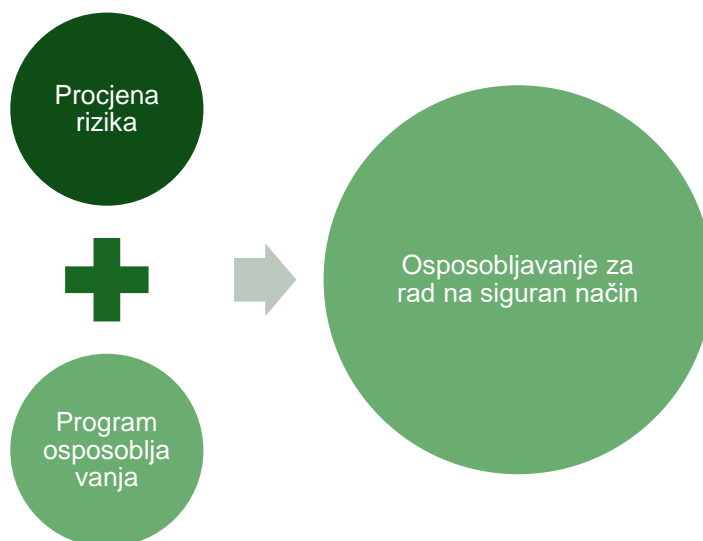 Procjena
rizika
Osposobljavanje za
rad na siguran način
Program
osposoblja
vanja